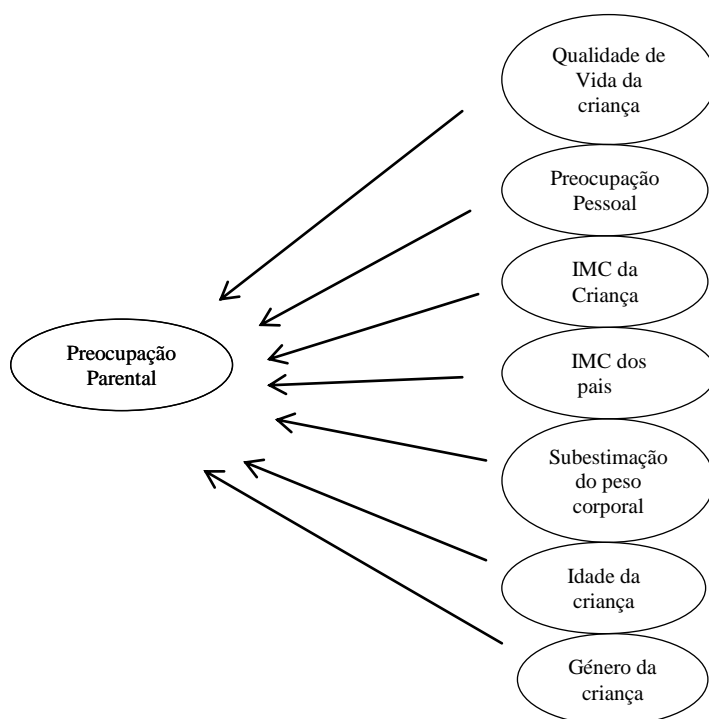 Qualidade de
Vida da
criança
Preocupação
Pessoal
IMC da
Criança
Preocupação
Parental
IMC dos
pais
Subestimação
do peso
corporal
Idade da
criança
Género da
criança